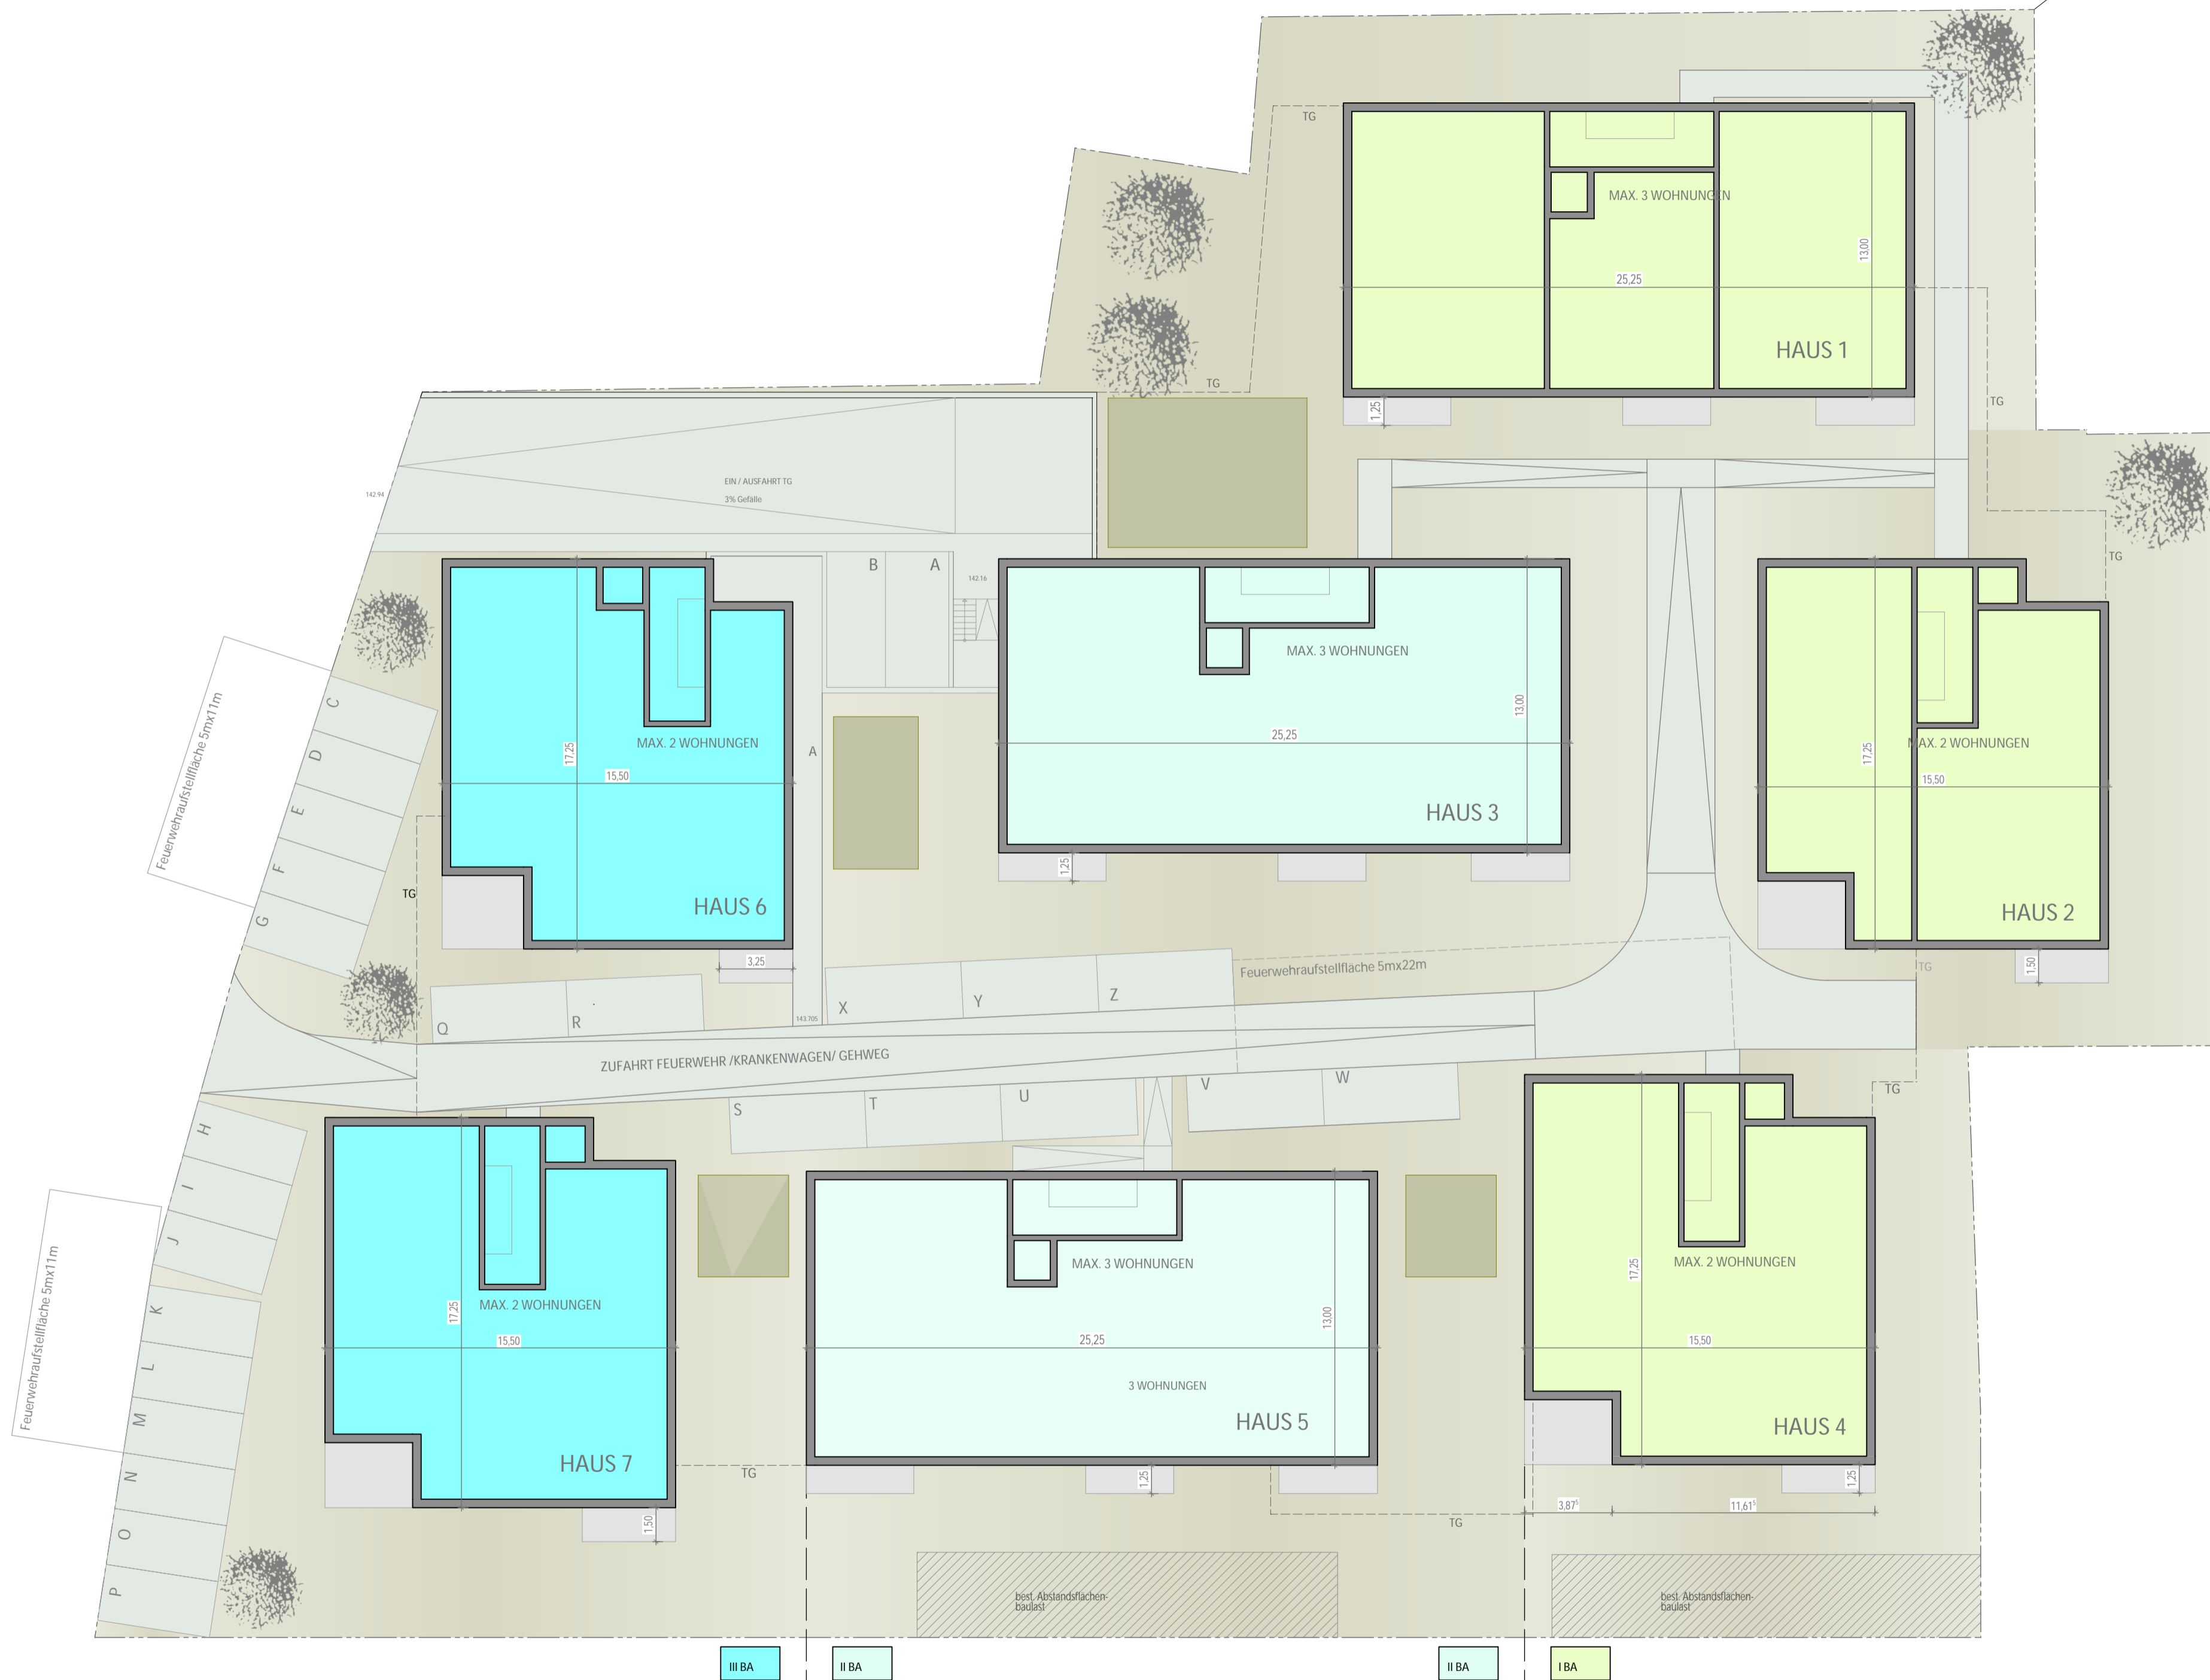 TG
MAX. 3 WOHNUNGEN
13,00
25,25
HAUS 1
TG
1,25
TG
EIN / AUSFAHRT TG
3% Gefälle
142.94
B
A
142.16
TG
MAX. 3 WOHNUNGEN
13,00
25,25
HAUS 3
1,25
MAX. 2 WOHNUNGEN
17,25
15,50
HAUS 6
A
3,25
MAX. 2 WOHNUNGEN
17,25
15,50
HAUS 2
TG
1,50
Feuerwehraufstellfläche 5mx11m
C
D
E
F
G
TG
Q
R
143.705
X
Y
Z
Feuerwehraufstellfläche 5mx22m
ZUFAHRT FEUERWEHR /KRANKENWAGEN/ GEHWEG
S
T
U
V
W
TG
H
I
J
K
L
M
N
O
P
Feuerwehraufstellfläche 5mx11m
MAX. 2 WOHNUNGEN
17,25
15,50
HAUS 7
TG
1,50
MAX. 3 WOHNUNGEN
13,00
25,25
3 WOHNUNGEN
HAUS 5
1,25
MAX. 2 WOHNUNGEN
17,25
15,50
HAUS 4
1,25
3,87⁵
11,61⁵
TG
best. Abstandsflächen-
baulast
best. Abstandsflächen-
baulast
III BA
II BA
II BA
I BA